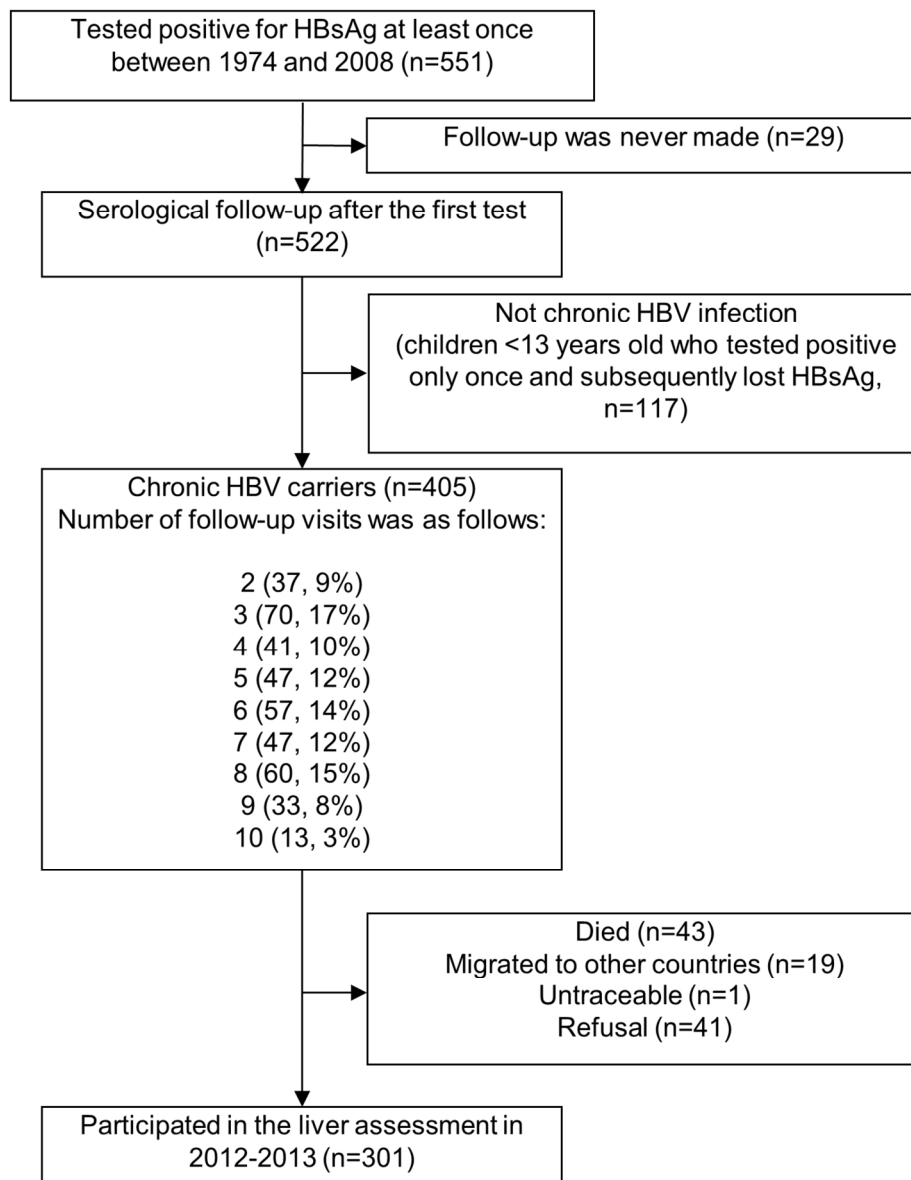 Tested positive for HBsAg at least once
between 1974 and 2008 (n=551)
Follow-up was never made (n=29)
Serological follow-up after the first test
(n=522)
Not chronic HBV infection
(children <13 years old who tested positive
only once and subsequently lost HBsAg,
n=117)
Chronic HBV carriers (n=405)
Number of follow-up visits was as follows:
2 (37, 9%)
3 (70, 17%)
4 (41, 10%)
5 (47, 12%)
6 (57, 14%)
7 (47, 12%)
8 (60, 15%)
9 (33, 8%)
10 (13, 3%)
Died (n=43)
Migrated to other countries (n=19)
Untraceable (n=1)
Refusal (n=41)
Participated in the liver assessment in
2012-2013 (n=301)